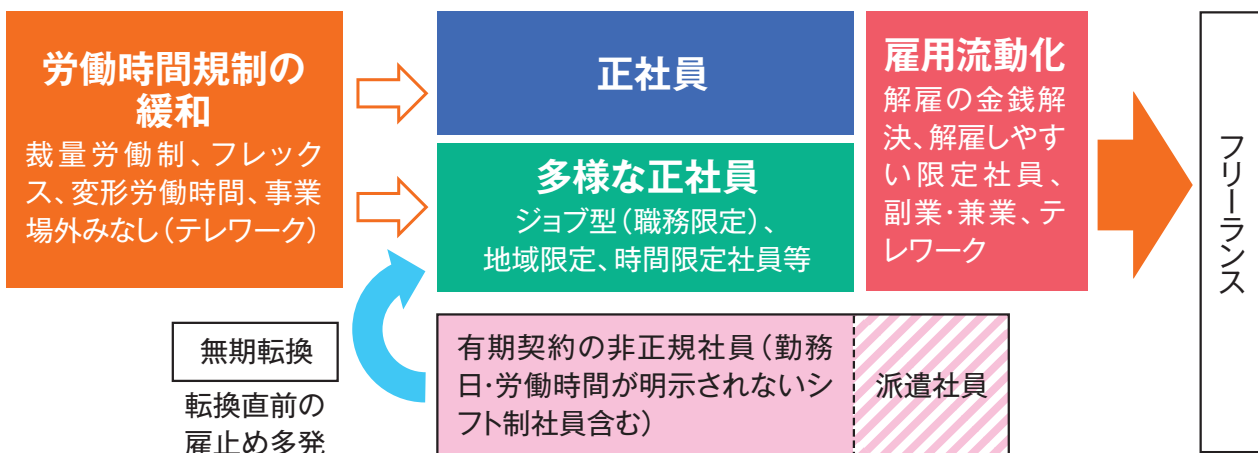 労働時間規制の
緩和
裁量労働制、フレック
ス、変形労働時間、事業
場外みなし（テレワーク）
正社員
多様な正社員
ジョブ型（職務限定）、
地域限定、時間限定社員等
雇用流動化
解雇の金銭解
決、解雇しやす
い限定社員、
副業・兼業、テ
レワーク
フリーランス
無期転換
転換直前の
雇止め多発
有期契約の非正規社員（勤務
日・労働時間が明示されないシ
フト制社員含む）
派遣社員